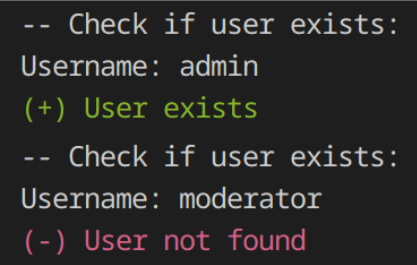 -- Check if user exists:
Username: admin
(+) User exists
-- Check if user exists:
Username: moderator
(-) User not found